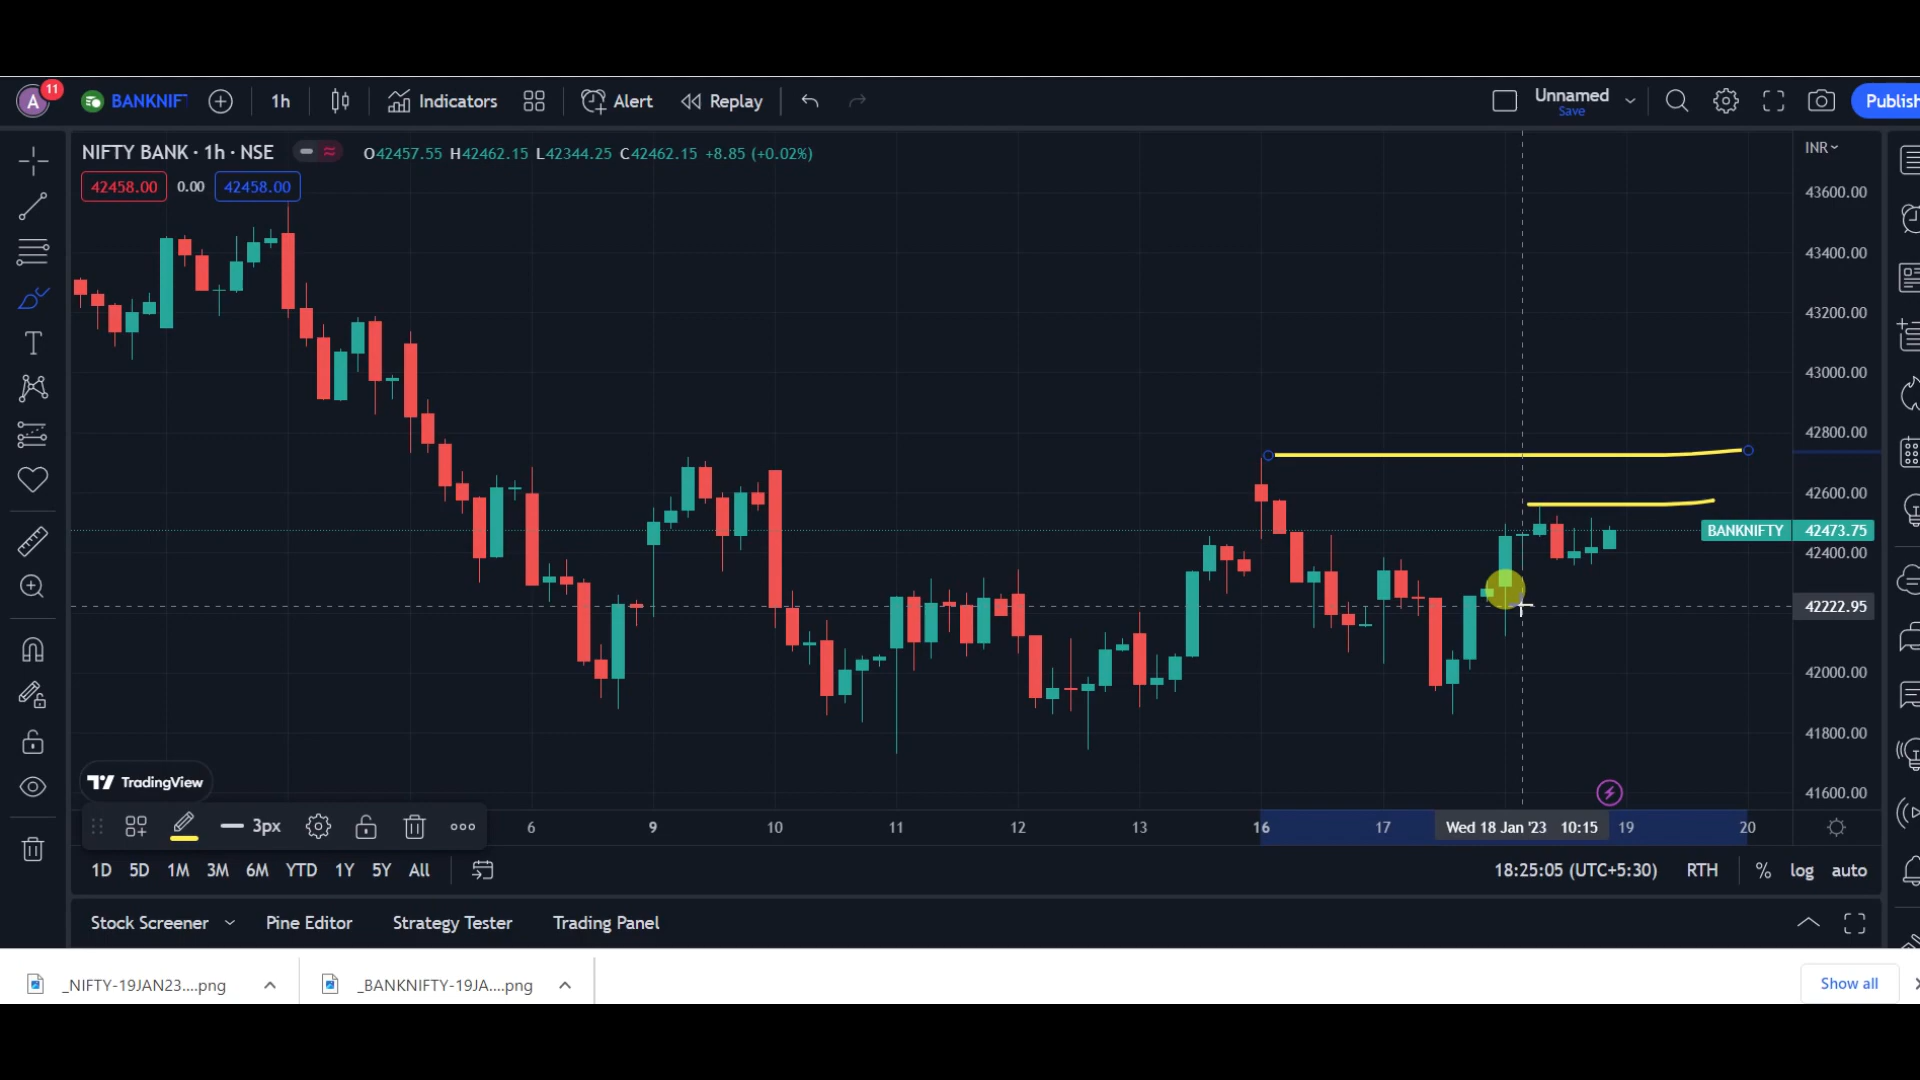 A
11
BANKNIF
1h
Indicators
Alert
Replay
Unnamed
Save
Publish
NIFTY BANK · 1h · NSE
O42457.55 H42462.15 L42344.25 C42462.15 +8.85 (+0.02%)
INR
42458.00 0.00 42458.00
43600.00
43400.00
43200.00
43000.00
42800.00
42600.00
BANKNIFTY 42473.75
42400.00
42222.95
42000.00
41800.00
41600.00
TradingView
3px
6 9 10 11 12 13 16 17 Wed 18 Jan '23 10:15 19 20
1D 5D 1M 3M 6M YTD 1Y 5Y All
18:25:05 (UTC+5:30) RTH % log auto
Stock Screener Pine Editor Strategy Tester Trading Panel
_NIFTY-19JAN23....png
_BANKNIFTY-19JA....png
Show all